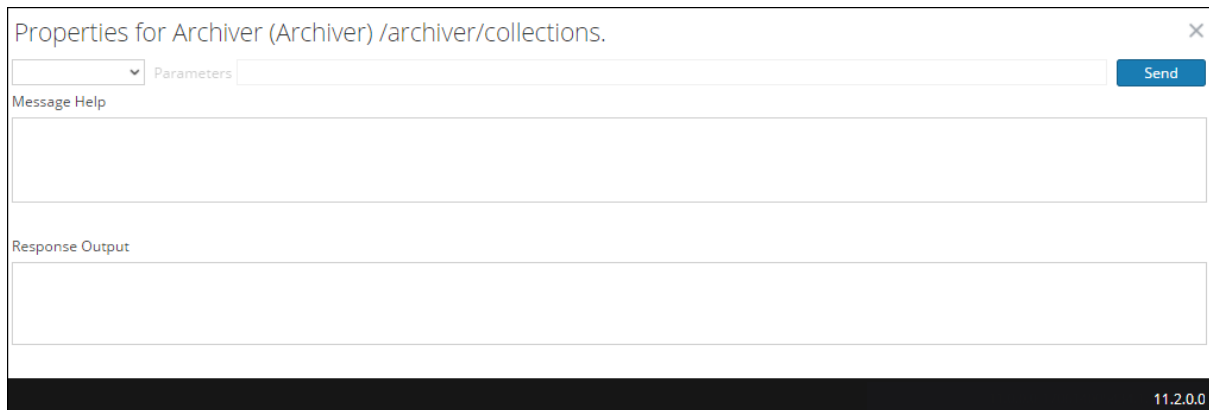 Properties for Archiver (Archiver) /archiver/collections.
Parameters Send
Message Help
Response Output
11.2.0.0